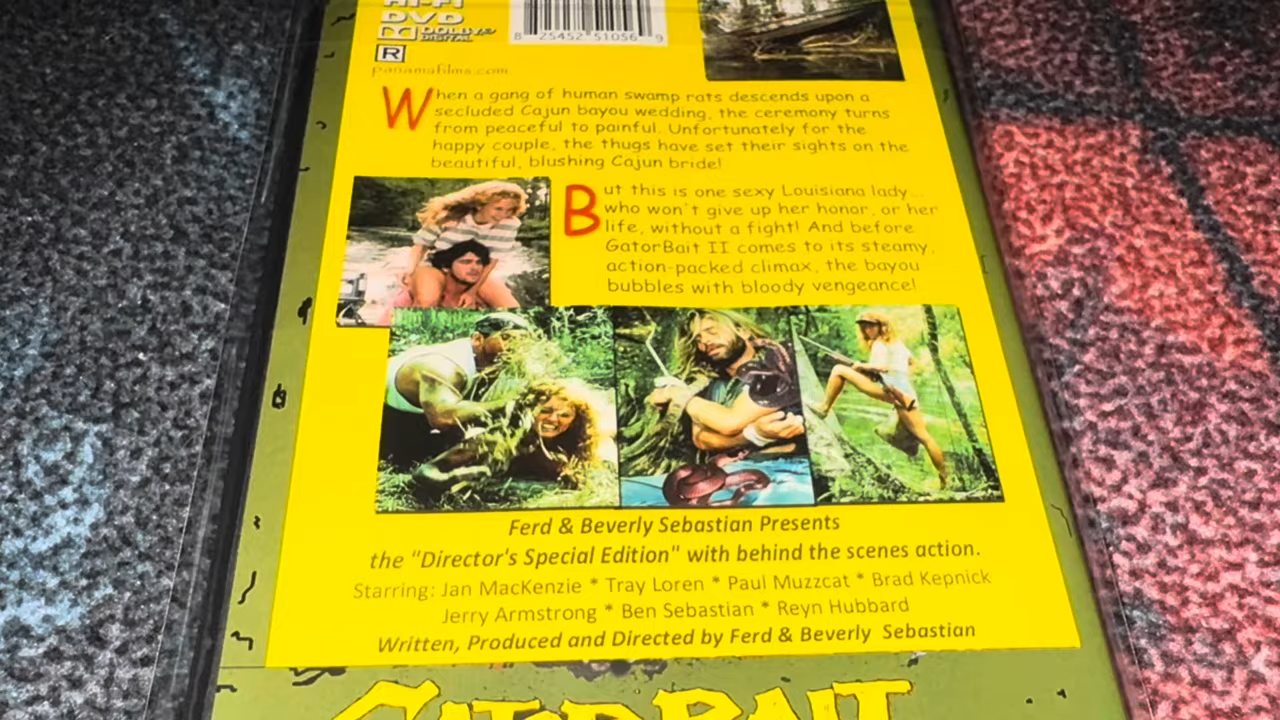 HI-FI
DVD
DOLBY
DIGITAL
8 25452 51056 9
R
panamafilms.com
When a gang of human swamp rats descends upon a
secluded Cajun bayou wedding, the ceremony turns
from peaceful to painful. Unfortunately for the
happy couple, the thugs have set their sights on the
beautiful, blushing Cajun bride!
But this is one sexy Louisiana lady...
who won't give up her honor, or her
life, without a fight! And before
GatorBait II comes to its steamy,
action-packed climax, the bayou
bubbles with bloody vengeance!
Ferd & Beverly Sebastian Presents
the "Director's Special Edition" with behind the scenes action.
Starring: Jan MacKenzie * Tray Loren * Paul Muzzcat * Brad Kepnick
Jerry Armstrong * Ben Sebastian * Reyn Hubbard
Written, Produced and Directed by Ferd & Beverly Sebastian
GATORBAIT